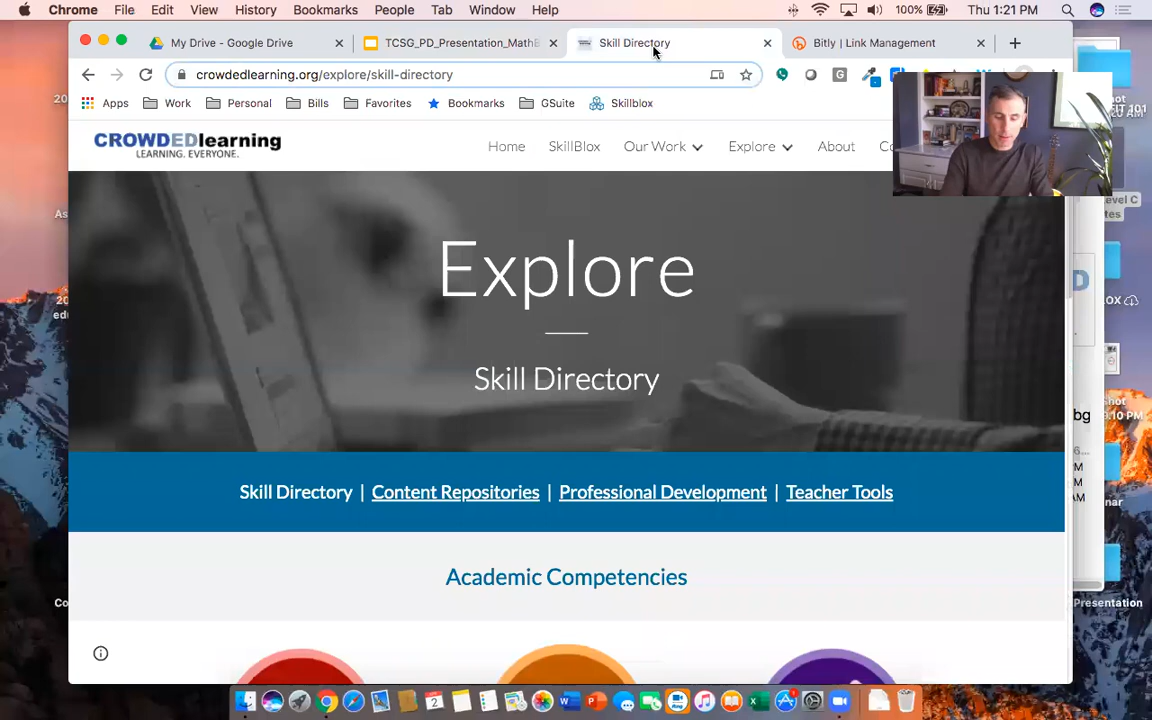 Chrome File Edit View History Bookmarks People Tab Window Help 100% Thu 1:21 PM
My Drive - Google Drive TCSG_PD_Presentation_MathB Skill Directory Bitly | Link Management
crowdedlearning.org/explore/skill-directory
Apps Work Personal Bills Favorites Bookmarks GSuite Skillblox
CROWDEDlearning
LEARNING. EVERYONE.
Home SkillBlox Our Work Explore About
Explore
Skill Directory
Skill Directory | Content Repositories | Professional Development | Teacher Tools
Academic Competencies
Presentation